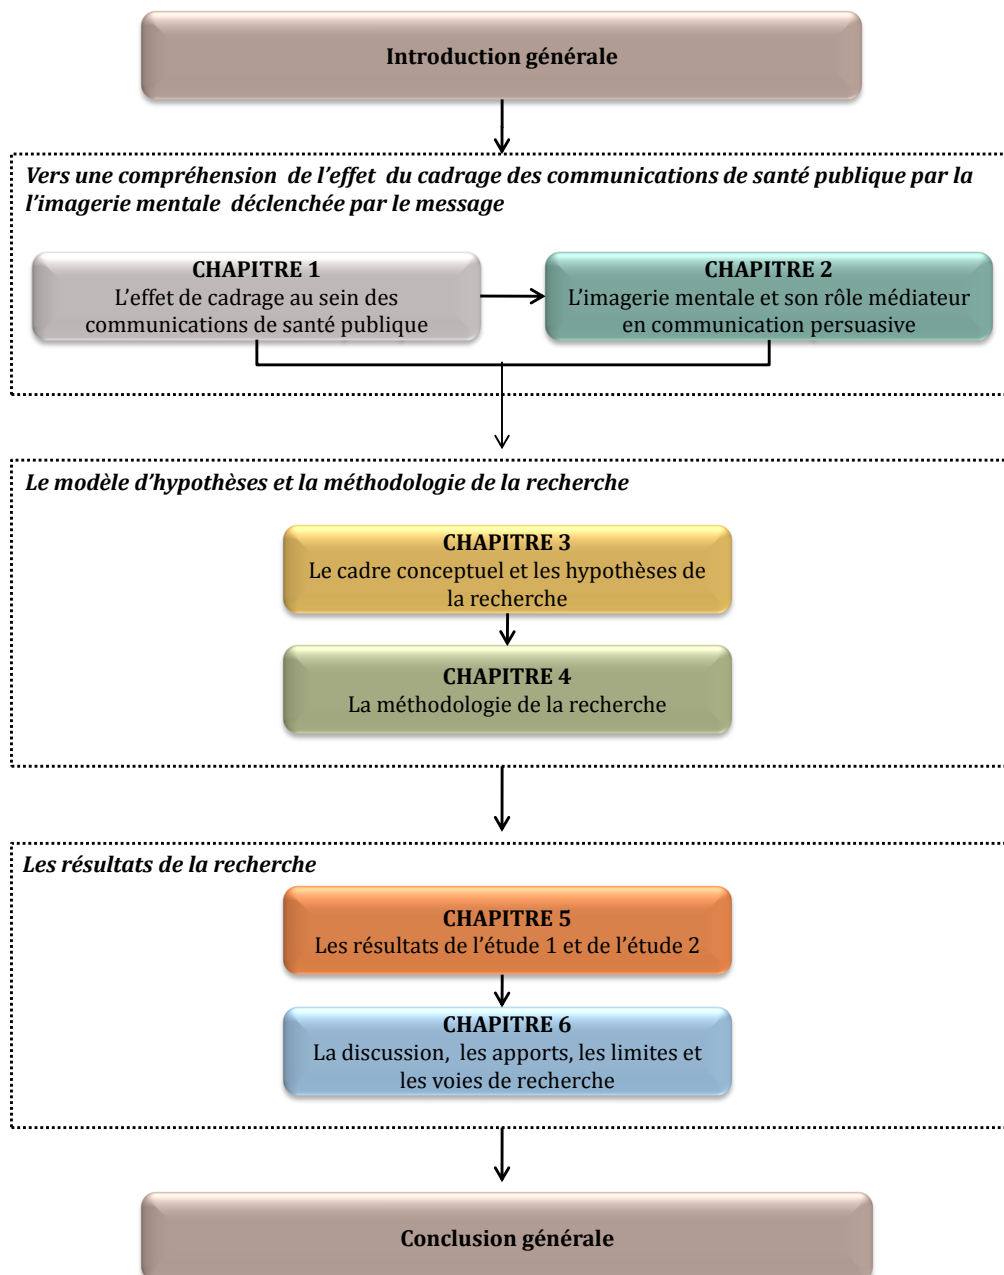 Introduction générale
Vers une compréhension de l’effet du cadrage des communications de santé publique par la
l’imagerie mentale déclenchée par le message
CHAPITRE 1
L’effet de cadrage au sein des
communications de santé publique
CHAPITRE 2
L’imagerie mentale et son rôle médiateur
en communication persuasive
Le modèle d’hypothèses et la méthodologie de la recherche
CHAPITRE 3
Le cadre conceptuel et les hypothèses de
la recherche
CHAPITRE 4
La méthodologie de la recherche
Les résultats de la recherche
CHAPITRE 5
Les résultats de l’étude 1 et de l’étude 2
CHAPITRE 6
La discussion, les apports, les limites et
les voies de recherche
Conclusion générale